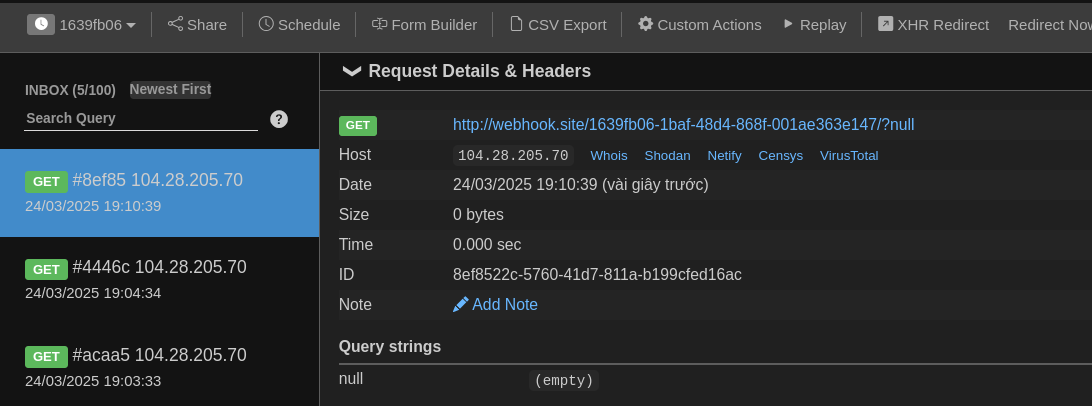 1639fb06 Share Schedule Form Builder CSV Export Custom Actions Replay XHR Redirect Redirect Now
INBOX (5/100) Newest First
Search Query ?
GET #8ef85 104.28.205.70
24/03/2025 19:10:39
GET #4446c 104.28.205.70
24/03/2025 19:04:34
GET #acaa5 104.28.205.70
24/03/2025 19:03:33
Request Details & Headers
GET http://webhook.site/1639fb06-1baf-48d4-868f-001ae363e147/?null
Host 104.28.205.70 Whois Shodan Netify Censys VirusTotal
Date 24/03/2025 19:10:39 (vài giây trước)
Size 0 bytes
Time 0.000 sec
ID 8ef8522c-5760-41d7-811a-b199cfed16ac
Note Add Note
Query strings
null (empty)